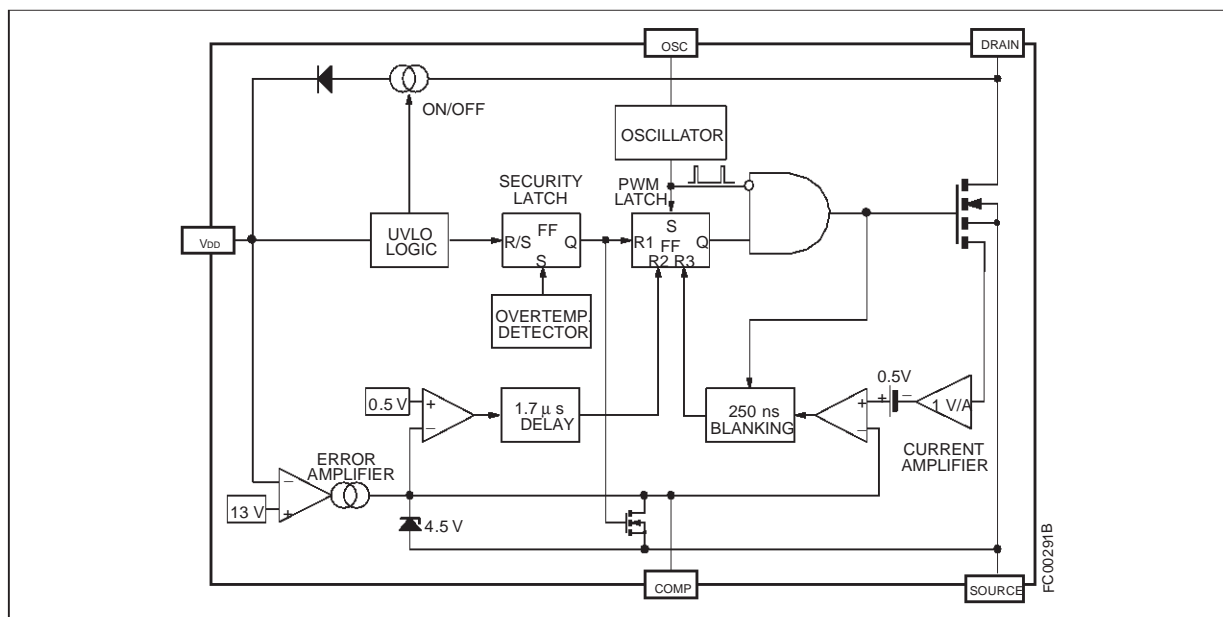 OSC
DRAIN
ON/OFF
OSCILLATOR
SECURITY
LATCH
PWM
LATCH
VDD
UVLO
LOGIC
R/S
FF
Q
S
S
R1
FF
Q
R2 R3
OVERTEMP.
DETECTOR
0.5 V
+
−
1.7 μ s
DELAY
250 ns
BLANKING
+
−
0.5V
+
−
1 V/A
CURRENT
AMPLIFIER
ERROR
AMPLIFIER
−
13 V
+
4.5 V
COMP
SOURCE
FC00291B